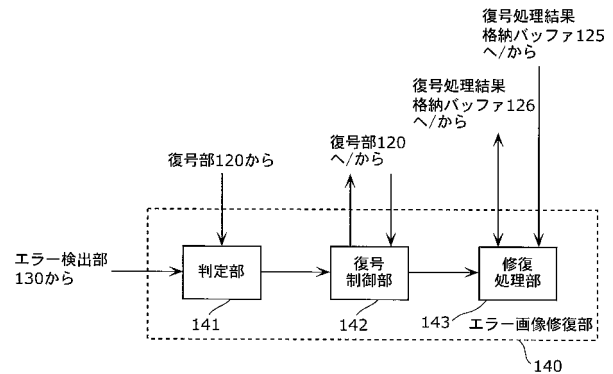 復号処理結果
格納バッファ125
へ/から
復号処理結果
格納バッファ126
へ/から
復号部120
へ/から
復号部120から
エラー検出部
130から
判定部
復号
制御部
修復
処理部
141
142
143
エラー画像修復部
140